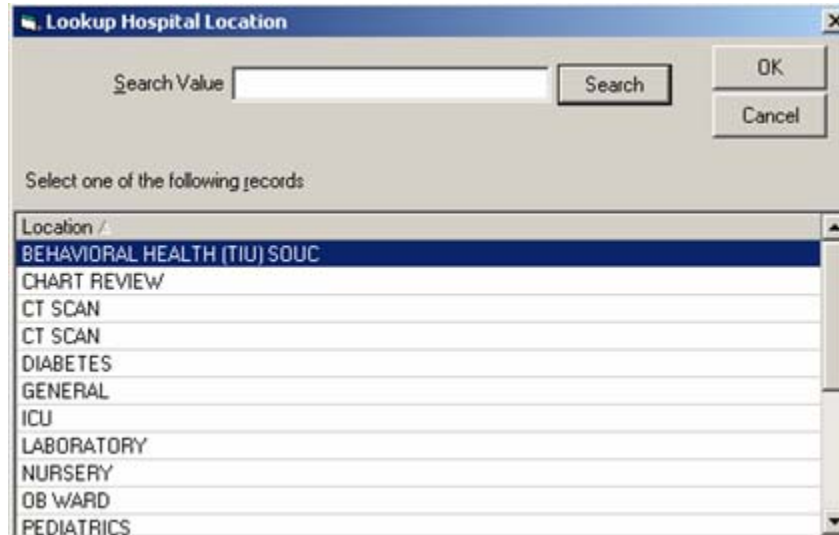 Lookup Hospital Location
Search Value Search OK
Cancel
Select one of the following records
Location
BEHAVIORAL HEALTH (TIU) SOUC
CHART REVIEW
CT SCAN
CT SCAN
DIABETES
GENERAL
ICU
LABORATORY
NURSERY
OB WARD
PEDIATRICS